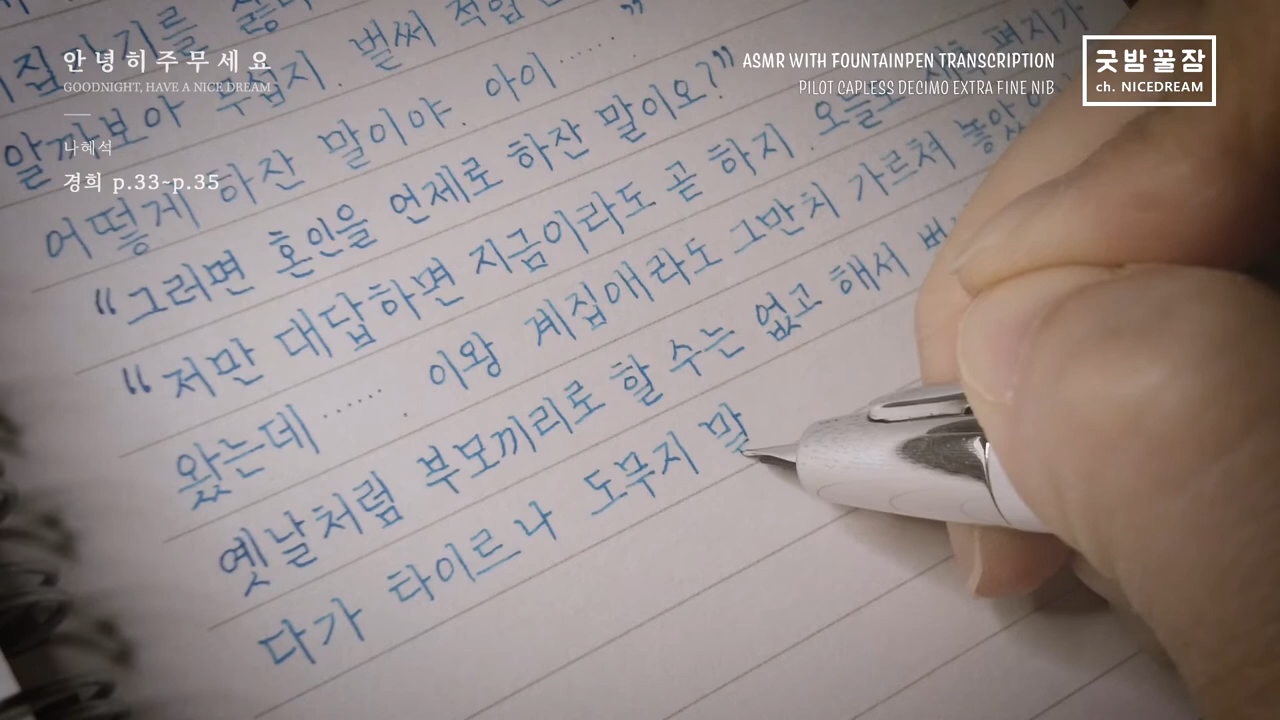 안녕히주무세요
GOODNIGHT, HAVE A NICE DREAM
나혜석
경희 p.33~p.35
ASMR WITH FOUNTAINPEN TRANSCRIPTION
PILOT CAPLESS DECIMO EXTRA FINE NIB
굿밤꿀잠
ch. NICEDREAM
벌써 적업
알까보아 무섭지.
어떻게 하잔 말이야. 아이……”
“그러면 혼인을 언제로 하잔 말이오?”
“저만 대답하면 지금이라도 곧 하지. 오늘도 편지가
왔는데……. 이왕 계집애라도 그만치 가르쳐 놓았
옛날처럼 부모끼리로 할 수는 없고 해서
다가 타이르나 도무지 말